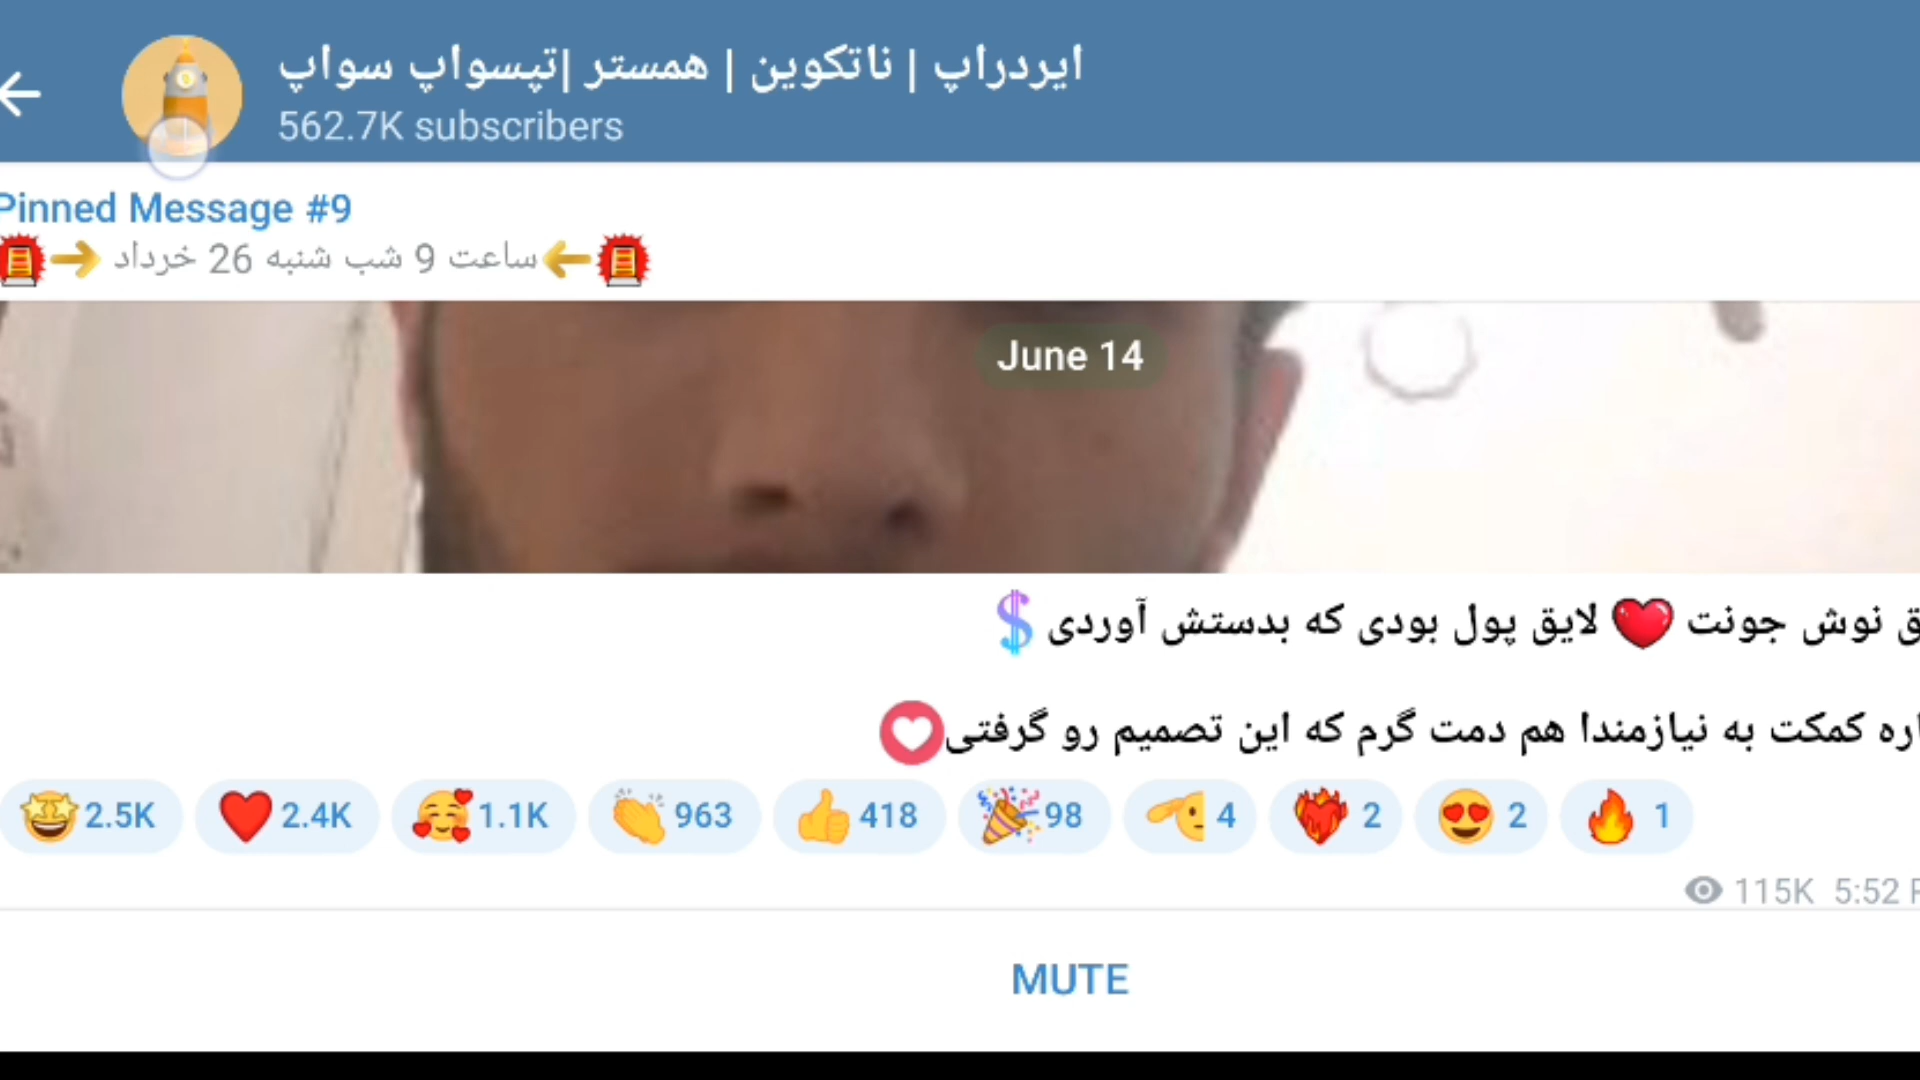 ایردراپ | ناتکوین | همستر |تپسواپ سواپ
562.7K subscribers
Pinned Message #9
ساعت 9 شب شنبه 26 خرداد
June 14
نوش جونت ❤️ لایق پول بودی که بدستش آوردی
کمکت به نیازمندا هم دمت گرم که این تصمیم رو گرفتی
2.5K 2.4K 1.1K 963 418 98 4 2 2 1
115K 5:52
MUTE